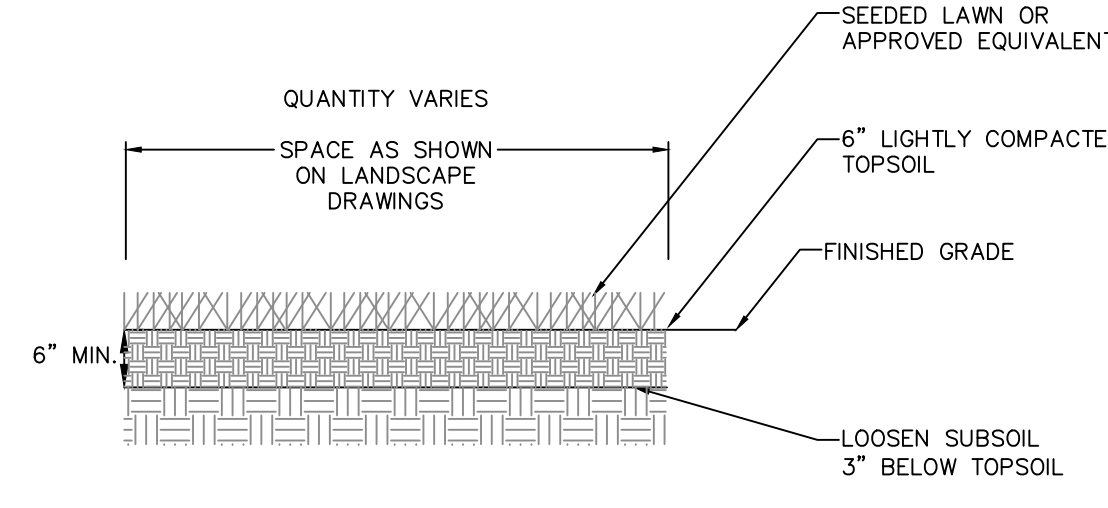 SEEDED LAWN OR
APPROVED EQUIVALENT
QUANTITY VARIES
SPACE AS SHOWN
ON LANDSCAPE
DRAWINGS
6” LIGHTLY COMPACTE
TOPSOIL
FINISHED GRADE
6” MIN.
LOOSEN SUBSOIL
3” BELOW TOPSOIL